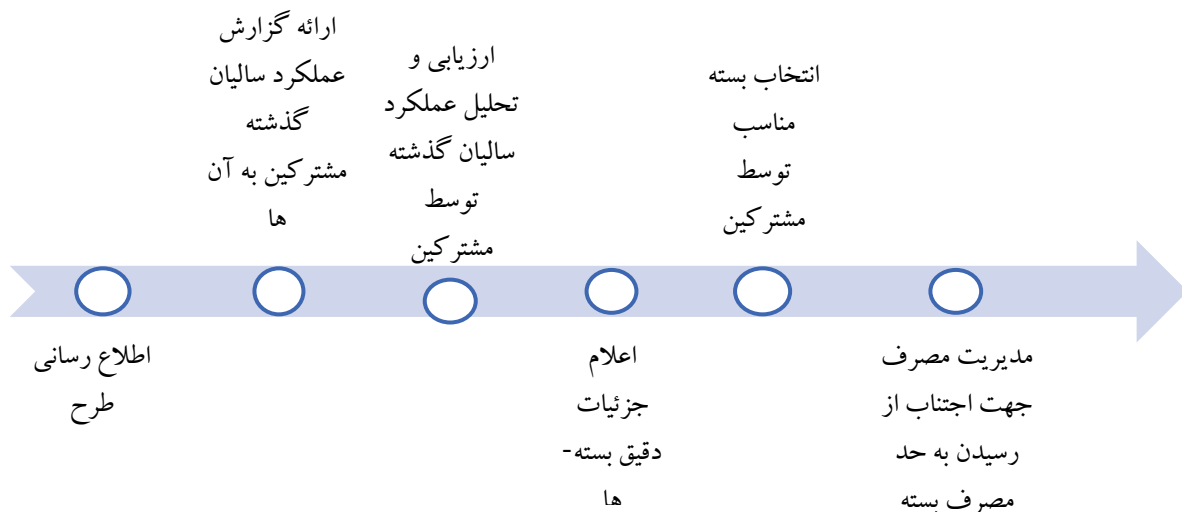 اطلاع رسانی
طرح
ارائه گزارش
عملکرد سالیان
گذشته
مشترکین به آن
ها
ارزیابی و
تحلیل عملکرد
سالیان گذشته
توسط
مشترکین
اعلام
جزئیات
دقیق بسته-
ها
انتخاب بسته
مناسب
توسط
مشترکین
مدیریت مصرف
جهت اجتناب از
رسیدن به حد
مصرف بسته